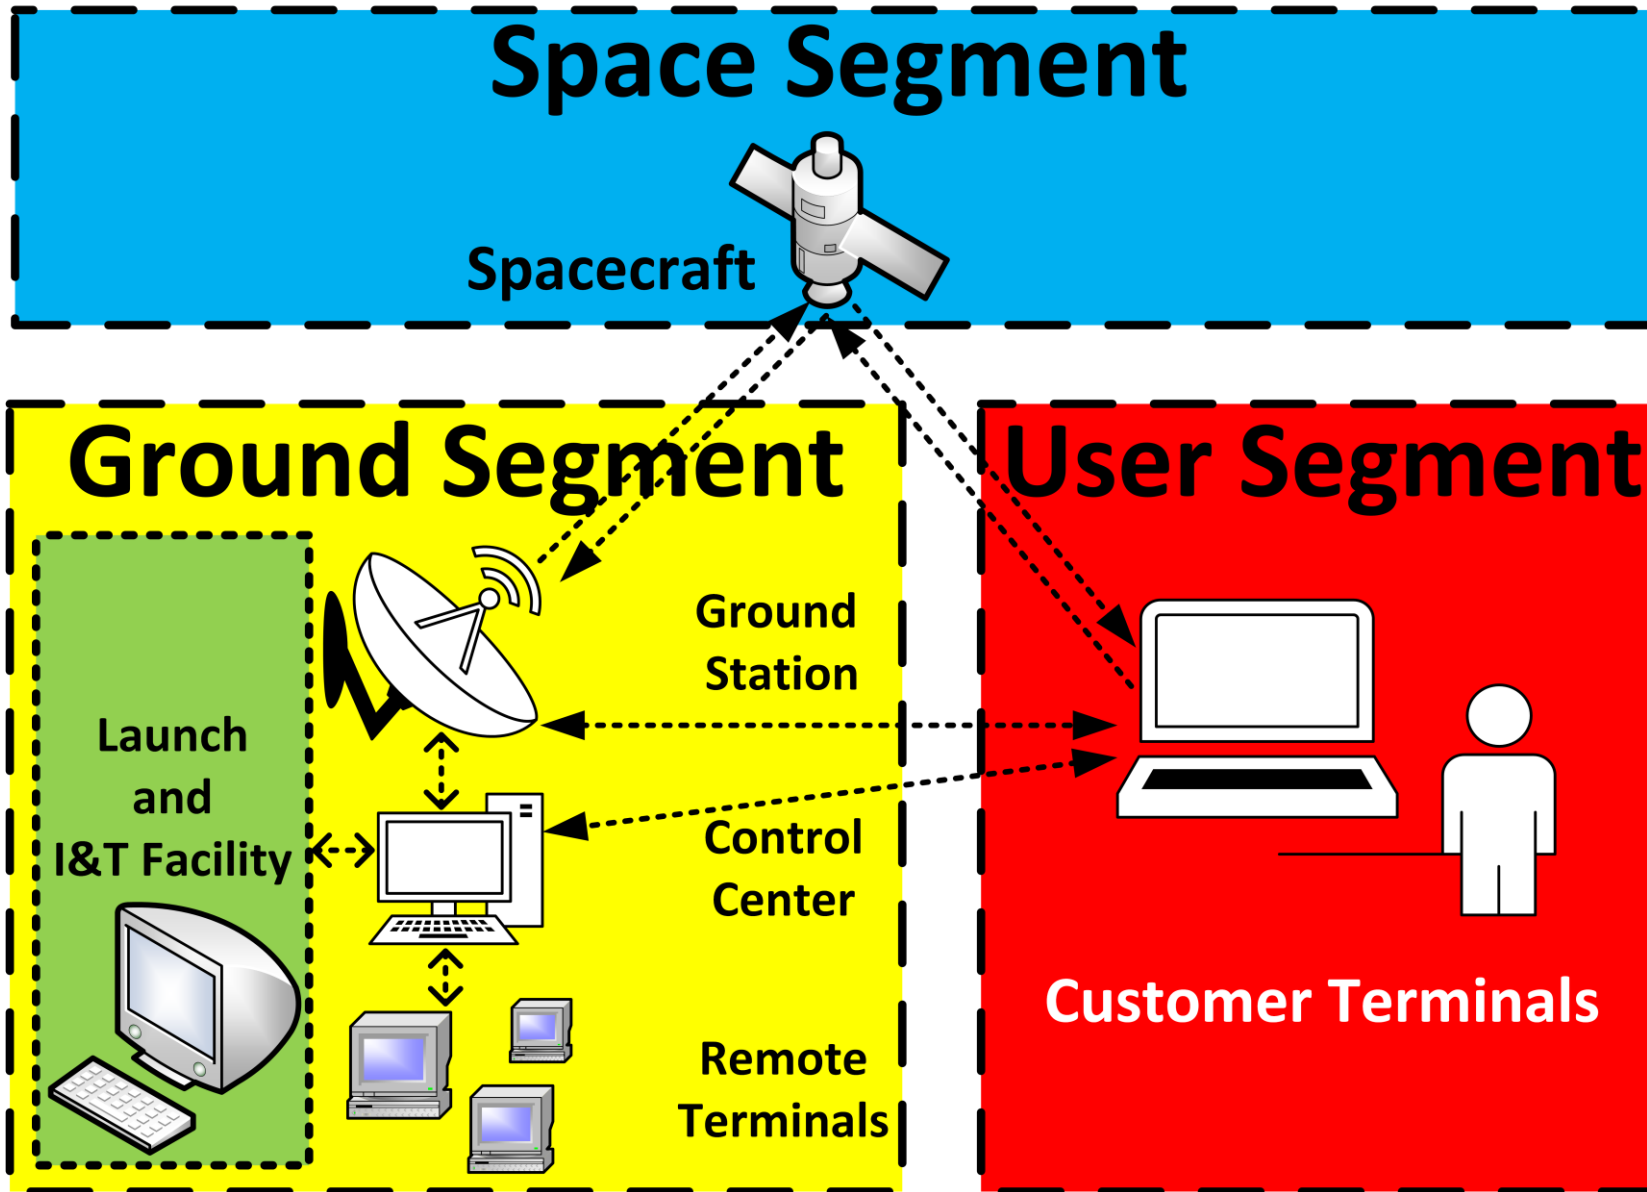 Space Segment
Spacecraft
Ground Segment
Ground
Station
Launch
and
I&T Facility
Control
Center
Remote
Terminals
User Segment
Customer Terminals